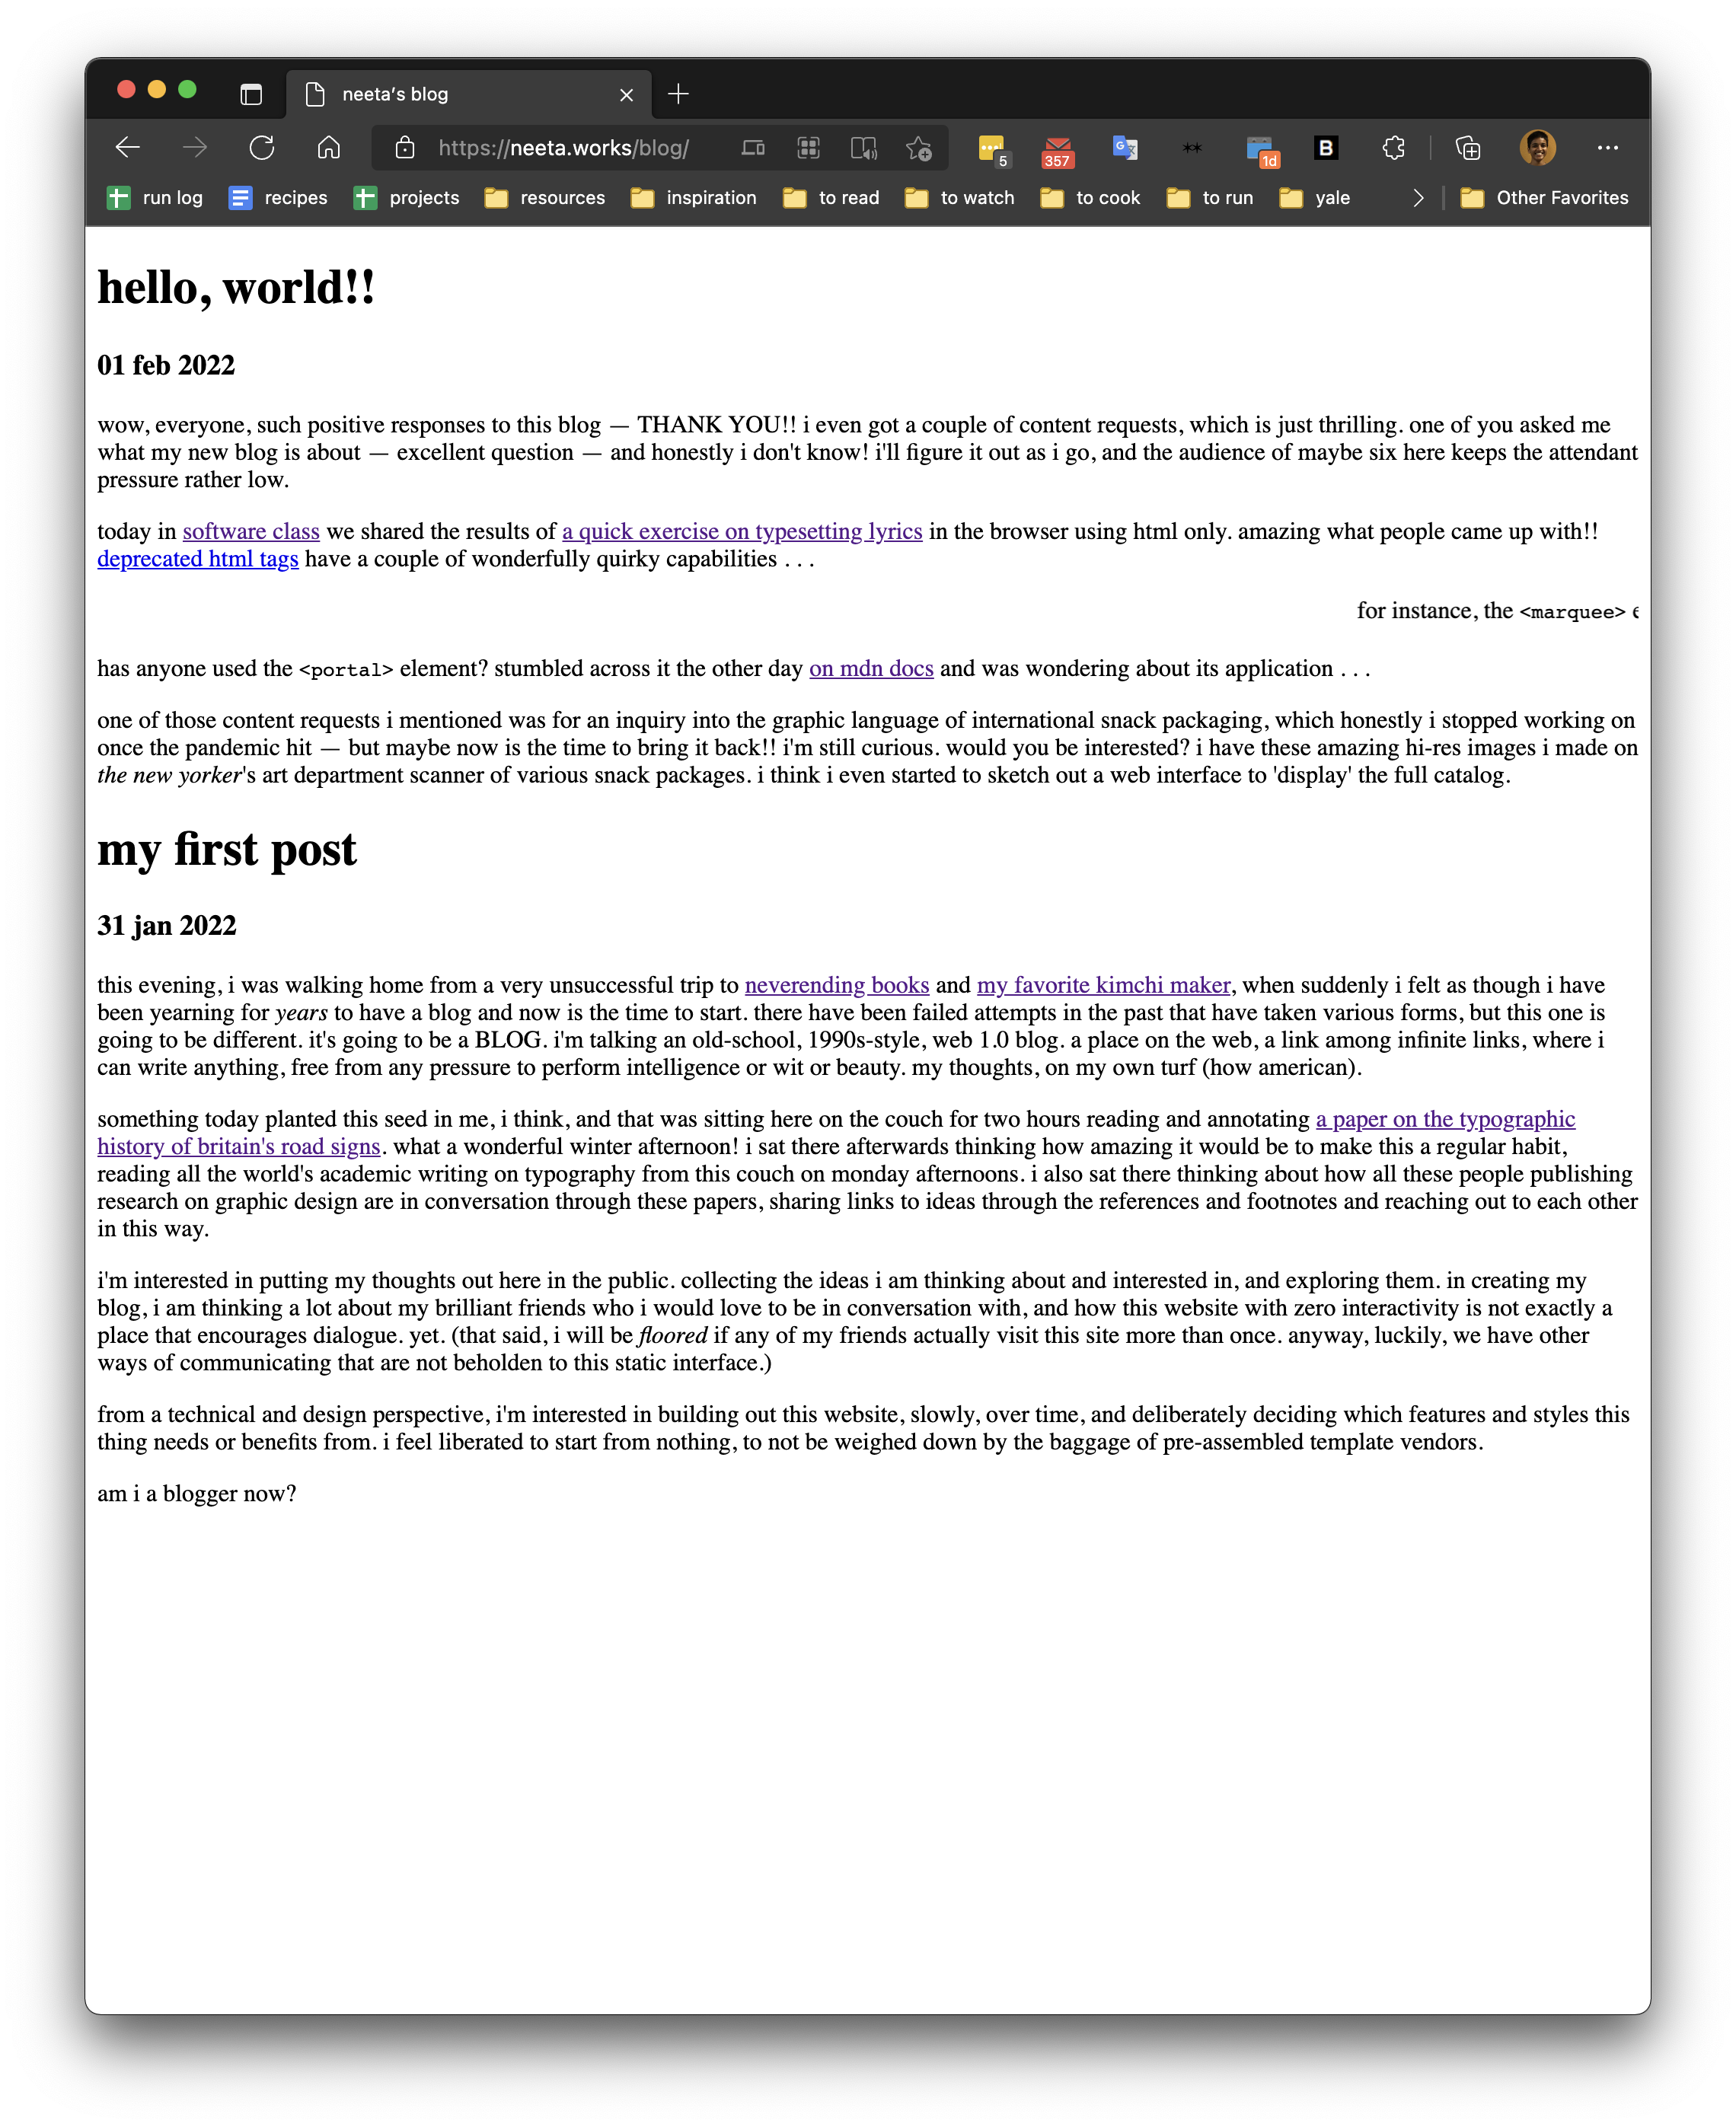 neeta's blog
https://neeta.works/blog/
5
357
1d
B
run log
recipes
projects
resources
inspiration
to read
to watch
to cook
to run
yale
Other Favorites
hello, world!!
01 feb 2022
wow, everyone, such positive responses to this blog — THANK YOU!! i even got a couple of content requests, which is just thrilling. one of you asked me
what my new blog is about — excellent question — and honestly i don't know! i'll figure it out as i go, and the audience of maybe six here keeps the attendant
pressure rather low.
today in software class we shared the results of a quick exercise on typesetting lyrics in the browser using html only. amazing what people came up with!!
deprecated html tags have a couple of wonderfully quirky capabilities . . .
for instance, the <marquee>
has anyone used the <portal> element? stumbled across it the other day on mdn docs and was wondering about its application . . .
one of those content requests i mentioned was for an inquiry into the graphic language of international snack packaging, which honestly i stopped working on
once the pandemic hit — but maybe now is the time to bring it back!! i'm still curious. would you be interested? i have these amazing hi-res images i made on
the new yorker's art department scanner of various snack packages. i think i even started to sketch out a web interface to 'display' the full catalog.
my first post
31 jan 2022
this evening, i was walking home from a very unsuccessful trip to neverending books and my favorite kimchi maker, when suddenly i felt as though i have
been yearning for years to have a blog and now is the time to start. there have been failed attempts in the past that have taken various forms, but this one is
going to be different. it's going to be a BLOG. i'm talking an old-school, 1990s-style, web 1.0 blog. a place on the web, a link among infinite links, where i
can write anything, free from any pressure to perform intelligence or wit or beauty. my thoughts, on my own turf (how american).
something today planted this seed in me, i think, and that was sitting here on the couch for two hours reading and annotating a paper on the typographic
history of britain's road signs. what a wonderful winter afternoon! i sat there afterwards thinking how amazing it would be to make this a regular habit,
reading all the world's academic writing on typography from this couch on monday afternoons. i also sat there thinking about how all these people publishing
research on graphic design are in conversation through these papers, sharing links to ideas through the references and footnotes and reaching out to each other
in this way.
i'm interested in putting my thoughts out here in the public. collecting the ideas i am thinking about and interested in, and exploring them. in creating my
blog, i am thinking a lot about my brilliant friends who i would love to be in conversation with, and how this website with zero interactivity is not exactly a
place that encourages dialogue. yet. (that said, i will be floored if any of my friends actually visit this site more than once. anyway, luckily, we have other
ways of communicating that are not beholden to this static interface.)
from a technical and design perspective, i'm interested in building out this website, slowly, over time, and deliberately deciding which features and styles this
thing needs or benefits from. i feel liberated to start from nothing, to not be weighed down by the baggage of pre-assembled template vendors.
am i a blogger now?